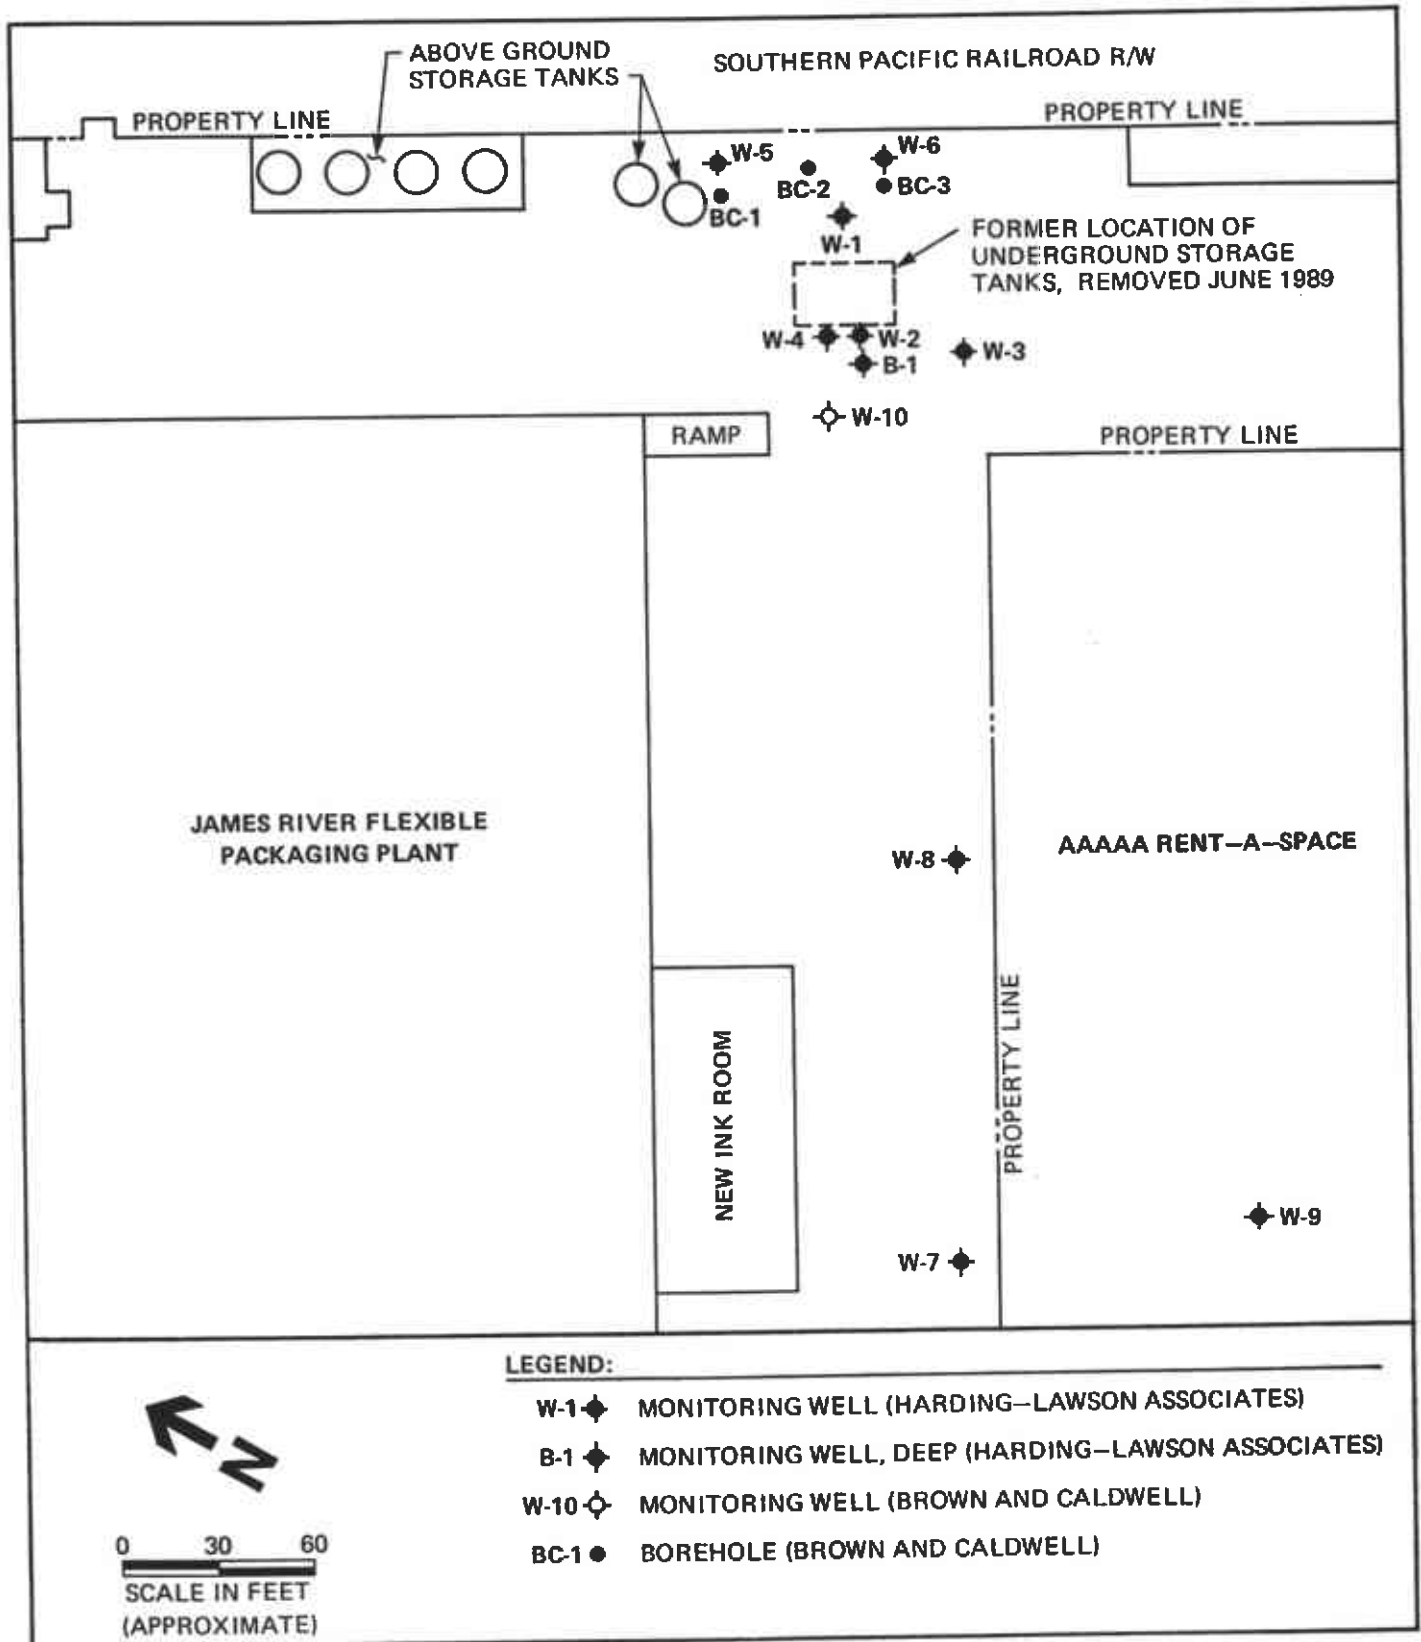 ABOVE GROUND
STORAGE TANKS
SOUTHERN PACIFIC RAILROAD R/W
PROPERTY LINE
PROPERTY LINE
W-5
W-6
BC-2
BC-3
BC-1
W-1
FORMER LOCATION OF
UNDERGROUND STORAGE
TANKS, REMOVED JUNE 1989
W-4
W-2
W-3
B-1
W-10
RAMP
PROPERTY LINE
JAMES RIVER FLEXIBLE
PACKAGING PLANT
W-8
AAAAA RENT-A-SPACE
PROPERTY LINE
NEW INK ROOM
W-9
W-7
LEGEND:
W-1 MONITORING WELL (HARDING-LAWSON ASSOCIATES)
B-1 MONITORING WELL, DEEP (HARDING-LAWSON ASSOCIATES)
W-10 MONITORING WELL (BROWN AND CALDWELL)
BC-1 BOREHOLE (BROWN AND CALDWELL)
N
0 30 60
SCALE IN FEET
(APPROXIMATE)